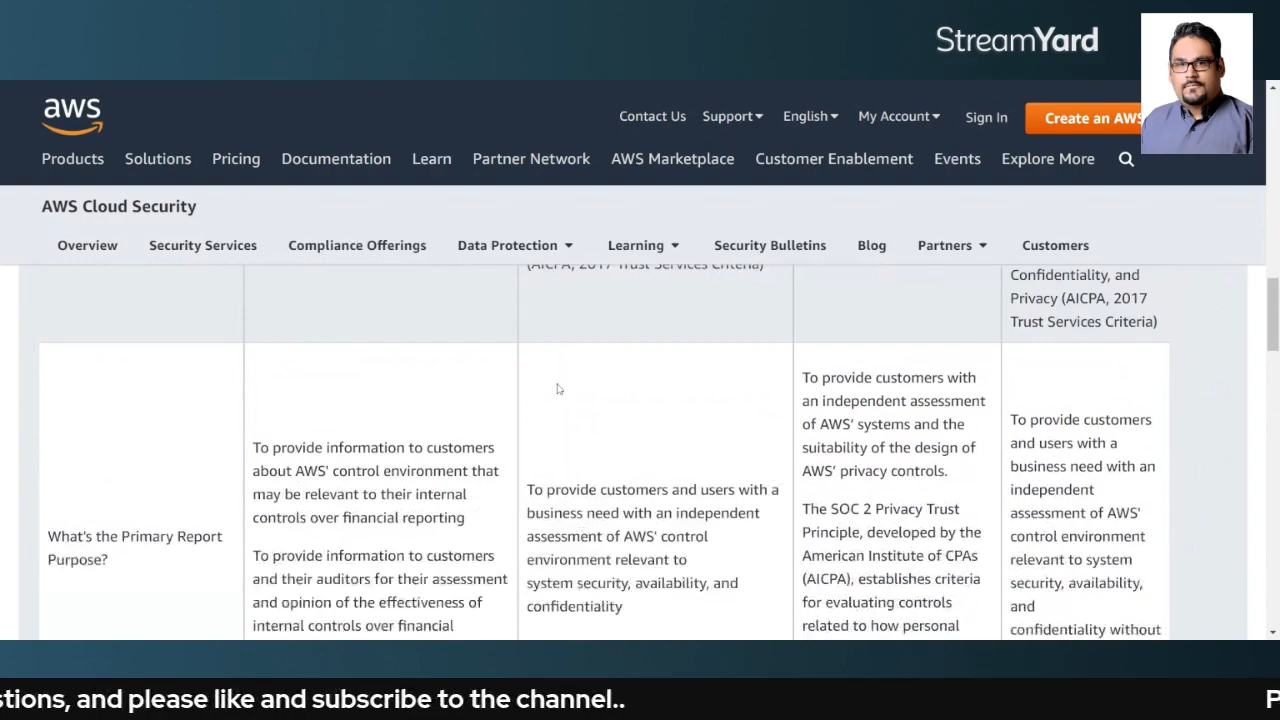 StreamYard
aws
Contact Us Support English My Account Sign In Create an AWS
Products Solutions Pricing Documentation Learn Partner Network AWS Marketplace Customer Enablement Events Explore More
AWS Cloud Security
Overview Security Services Compliance Offerings Data Protection Learning Security Bulletins Blog Partners Customers
(AICPA, 2017 Trust Services Criteria)
Confidentiality, and
Privacy (AICPA, 2017
Trust Services Criteria)
What's the Primary Report
Purpose?
To provide information to customers
about AWS' control environment that
may be relevant to their internal
controls over financial reporting
To provide information to customers
and their auditors for their assessment
and opinion of the effectiveness of
internal controls over financial
To provide customers and users with a
business need with an independent
assessment of AWS' control
environment relevant to
system security, availability, and
confidentiality
To provide customers with
an independent assessment
of AWS' systems and the
suitability of the design of
AWS' privacy controls.
The SOC 2 Privacy Trust
Principle, developed by the
American Institute of CPAs
(AICPA), establishes criteria
for evaluating controls
related to how personal
To provide customers
and users with a
business need with an
independent
assessment of AWS'
control environment
relevant to system
security, availability,
and
confidentiality without
stions, and please like and subscribe to the channel.. P